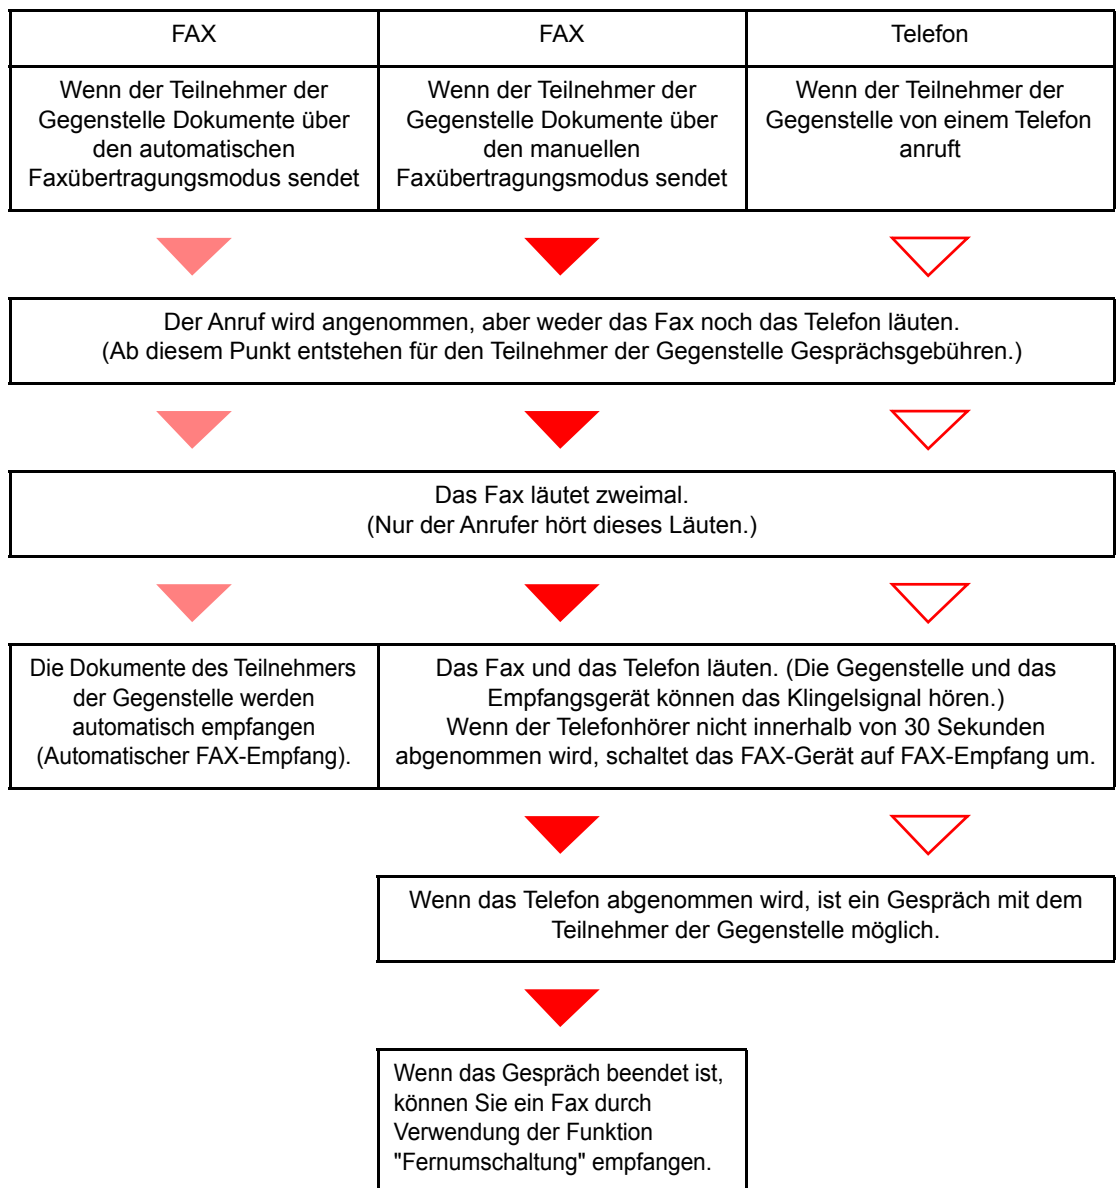 FAX
FAX
Telefon
Wenn der Teilnehmer der
Gegenstelle Dokumente über
den automatischen
Faxübertragungsmodus sendet
Wenn der Teilnehmer der
Gegenstelle Dokumente über
den manuellen
Faxübertragungsmodus sendet
Wenn der Teilnehmer der
Gegenstelle von einem Telefon
anruft
Der Anruf wird angenommen, aber weder das Fax noch das Telefon läuten.
(Ab diesem Punkt entstehen für den Teilnehmer der Gegenstelle Gesprächsgebühren.)
Das Fax läutet zweimal.
(Nur der Anrufer hört dieses Läuten.)
Die Dokumente des Teilnehmers
der Gegenstelle werden
automatisch empfangen
(Automatischer FAX-Empfang).
Das Fax und das Telefon läuten. (Die Gegenstelle und das
Empfangsgerät können das Klingelsignal hören.)
Wenn der Telefonhörer nicht innerhalb von 30 Sekunden
abgenommen wird, schaltet das FAX-Gerät auf FAX-Empfang um.
Wenn das Telefon abgenommen wird, ist ein Gespräch mit dem
Teilnehmer der Gegenstelle möglich.
Wenn das Gespräch beendet ist,
können Sie ein Fax durch
Verwendung der Funktion
"Fernumschaltung" empfangen.